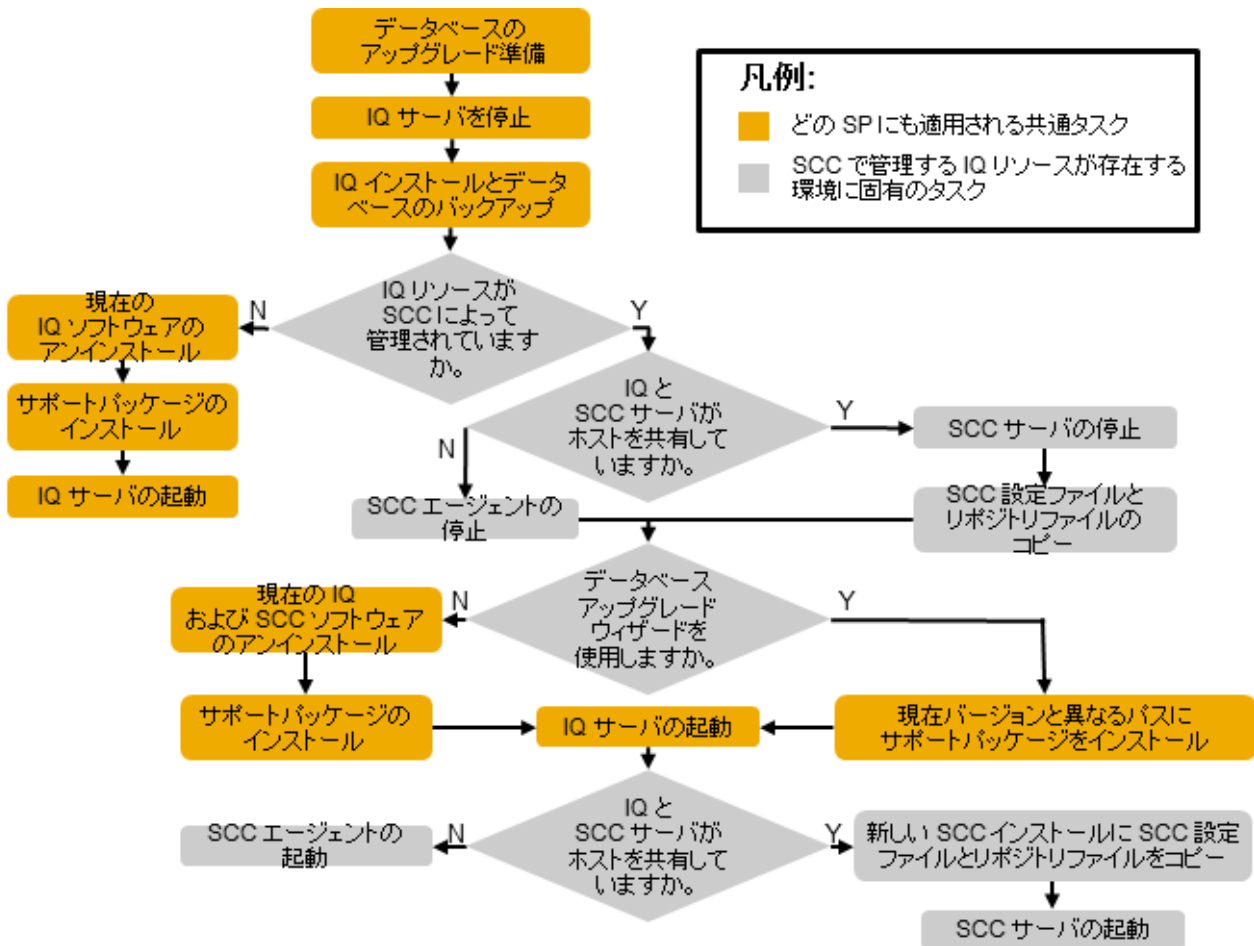 データベースの
アップグレード準備
IQ サーバを停止
IQ インストールとデータ
ベースのバックアップ
凡例:
どの SP にも適用される共通タスク
SCC で管理する IQ リソースが存在する
環境に固有のタスク
IQ リソースが
SCC によって
管理されています
か。
N
Y
現在の
IQ ソフトウェアの
アンインストール
サポートパッケージの
インストール
IQ サーバの起動
IQ と
SCC サーバが
ホストを共有して
いますか。
N
Y
SCC サーバの停止
SCC 設定ファイルと
リポジトリファイルの
コピー
SCC エージェントの
停止
データベース
アップグレード
ウィザードを
使用しますか。
N
Y
現在の IQ
および SCC ソフトウェア
のアンインストール
サポートパッケージの
インストール
IQ サーバの起動
現在バージョンと異なるパスに
サポートパッケージをインストール
IQ と
SCC サーバが
ホストを共有して
いますか。
N
Y
SCC エージェントの
起動
新しい SCC インストールに SCC 設定
ファイルとリポジトリファイルをコピー
SCC サーバの起動